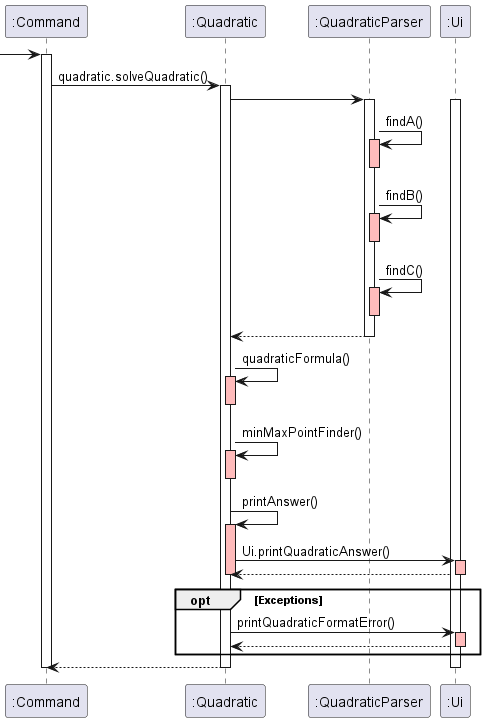 :Command :Quadratic :QuadraticParser :Ui
quadratic.solveQuadratic()
findA()
findB()
findC()
quadraticFormula()
minMaxPointFinder()
printAnswer()
Ui.printQuadraticAnswer()
opt [Exceptions]
printQuadraticFormatError()
:Command :Quadratic :QuadraticParser :Ui